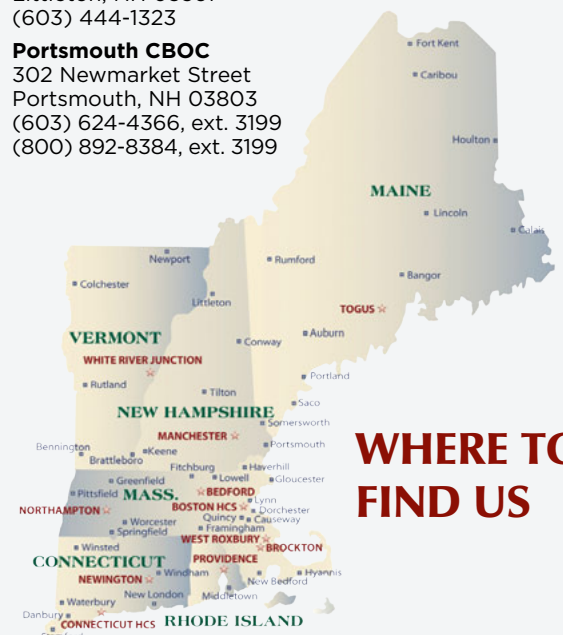 (603) 444-1323
Portsmouth CBOC
302 Newmarket Street
Portsmouth, NH 03803
(603) 624-4366, ext. 3199
(800) 892-8384, ext. 3199
Fort Kent
Caribou
Houlton
MAINE
Lincoln
Calais
Newport
Rumford
Bangor
Colchester
Littleton
TOGUS
VERMONT
Conway
Auburn
WHITE RIVER JUNCTION
Portland
Rutland
Tilton
Saco
NEW HAMPSHIRE
Somersworth
MANCHESTER
Portsmouth
Bennington
Keene
Brattleboro
WHERE TO
FIND US
Fitchburg
Haverhill
Greenfield
Lowell
Gloucester
Pittsfield
MASS.
BEDFORD
Lynn
NORTHAMPTON
BOSTON HCS
Dorchester
Worcester
Quincy
Causeway
Springfield
Framingham
WEST ROXBURY
Winsted
BROCKTON
CONNECTICUT
PROVIDENCE
NEWINGTON
Windham
Hyannis
New Bedford
New London
Middletown
Waterbury
Danbury
CONNECTICUT HCS
RHODE ISLAND